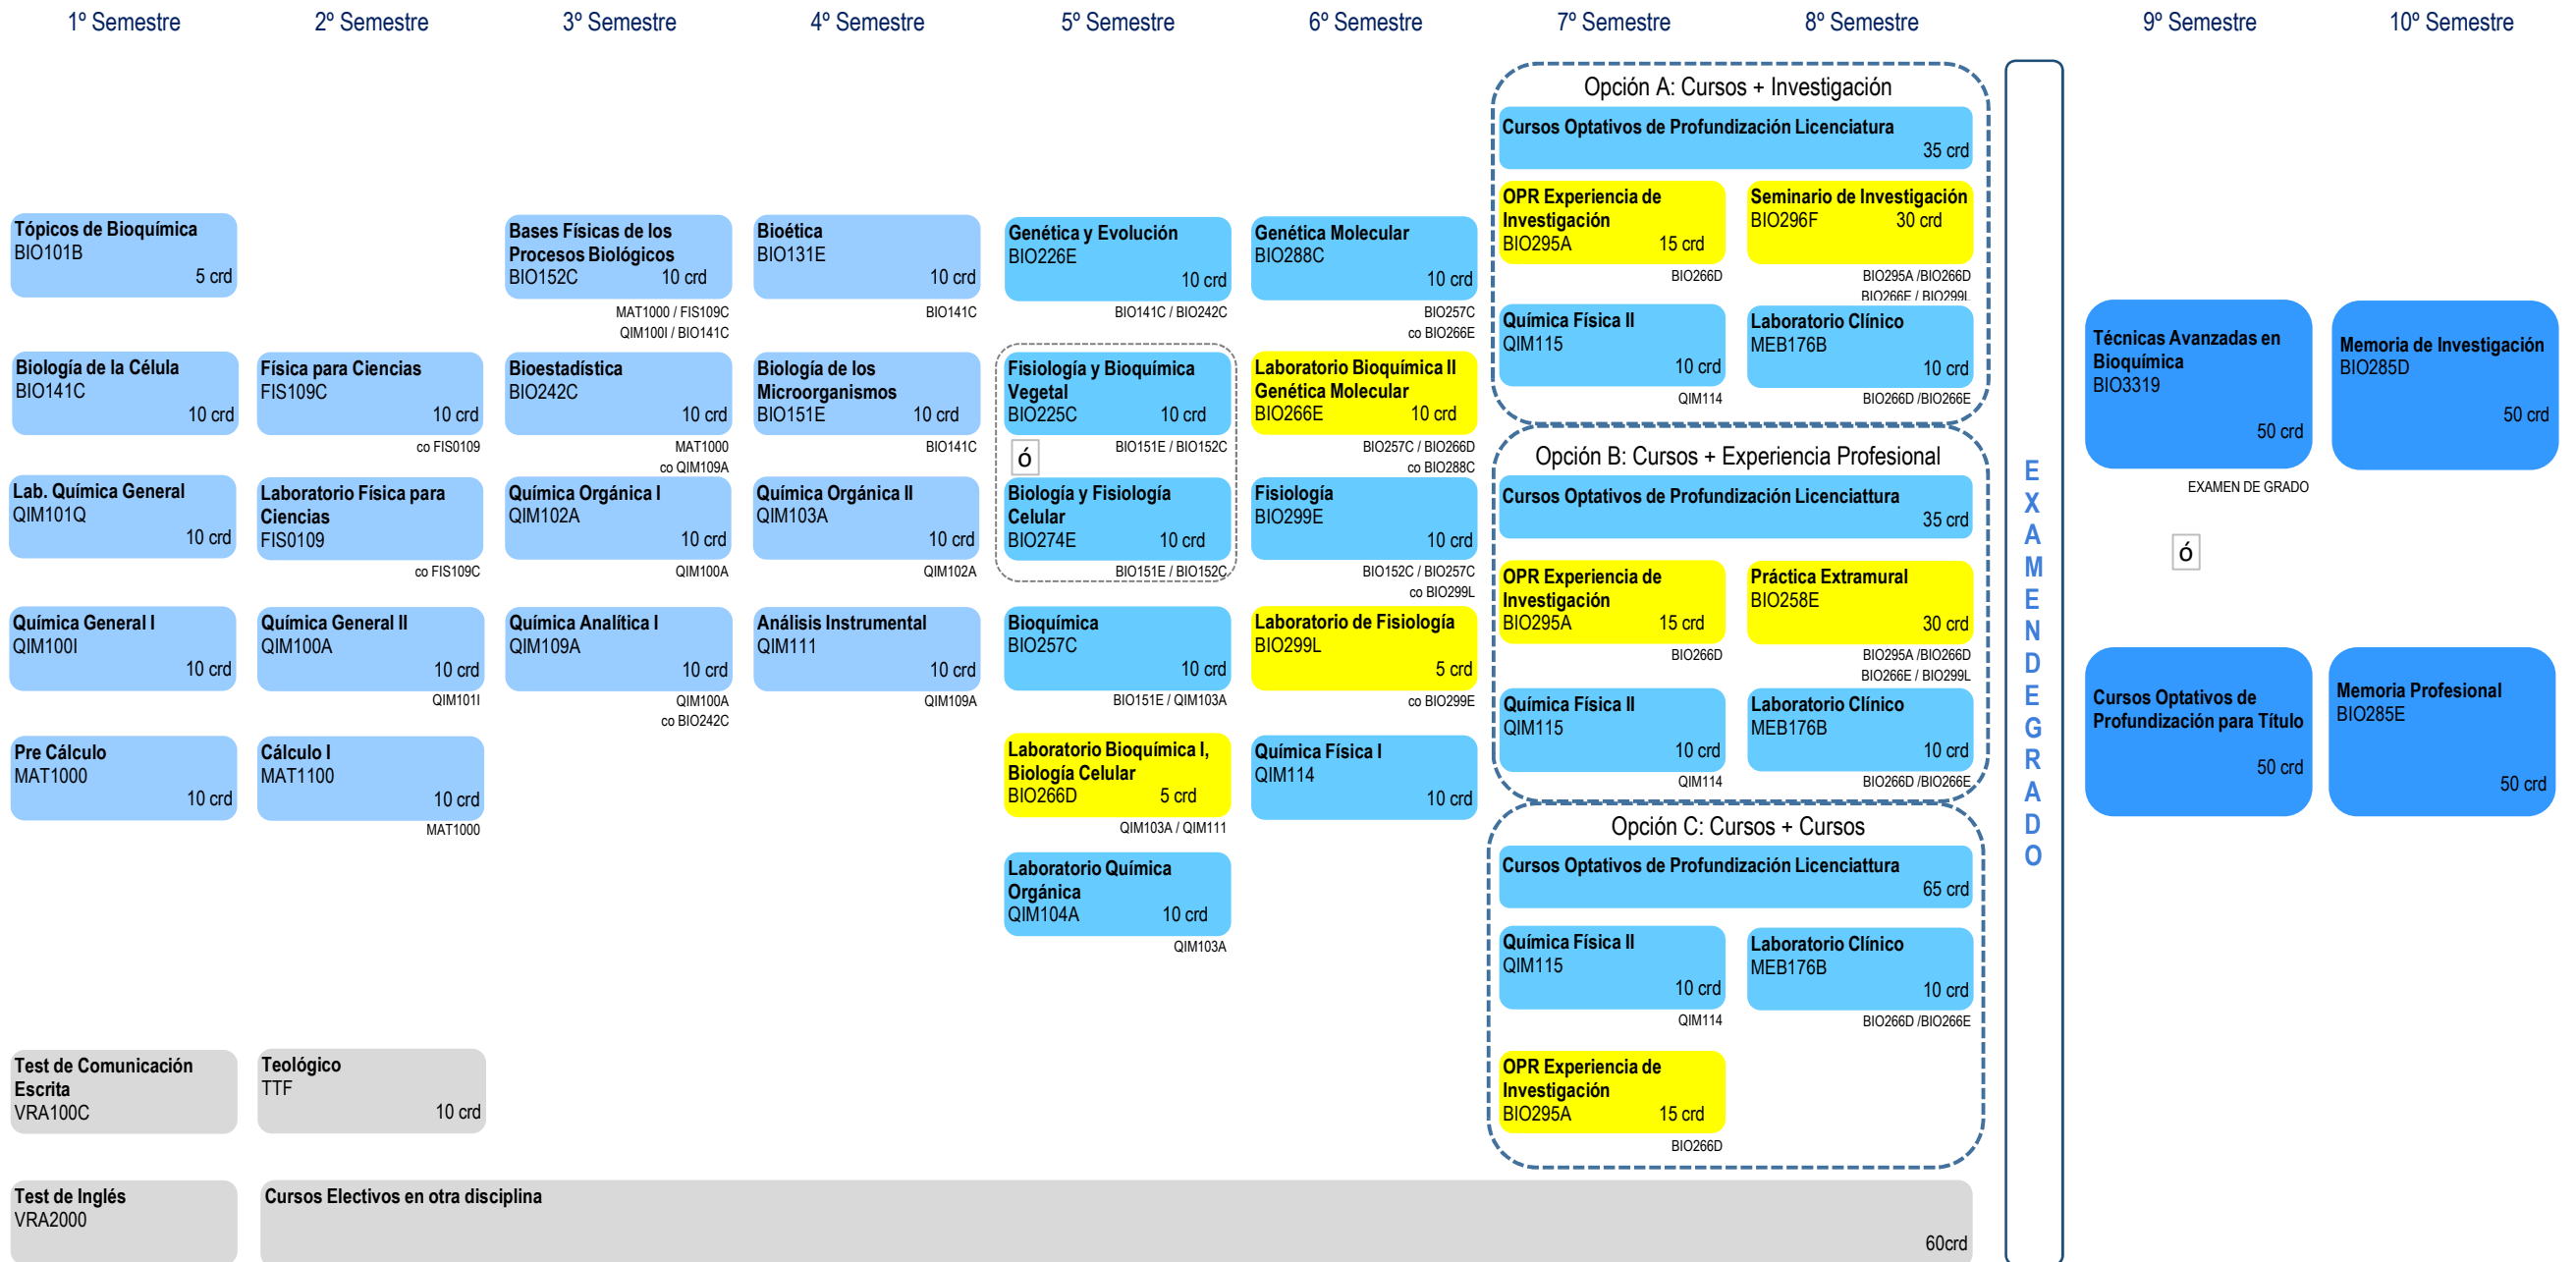 1º Semestre
2º Semestre
3º Semestre
4º Semestre
5º Semestre
6º Semestre
7º Semestre
8º Semestre
9º Semestre
10º Semestre
Tópicos de Bioquímica
BIO101B
5 crd
Biología de la Célula
BIO141C
10 crd
Lab. Química General
QIM101Q
10 crd
Química General I
QIM100I
10 crd
Pre Cálculo
MAT1000
10 crd
Test de Comunicación
Escrita
VRA100C
Test de Inglés
VRA2000
Física para Ciencias
FIS109C
10 crd
co FIS0109
Laboratorio Física para
Ciencias
FIS0109
co FIS109C
Química General II
QIM100A
10 crd
QIM101I
Cálculo I
MAT1100
10 crd
MAT1000
Teológico
TTF
10 crd
Cursos Electivos en otra disciplina
60crd
Bases Físicas de los
Procesos Biológicos
BIO152C 10 crd
MAT1000 / FIS109C
QIM100I / BIO141C
Bioestadística
BIO242C
10 crd
MAT1000
co QIM109A
Química Orgánica I
QIM102A
10 crd
QIM100A
Química Analítica I
QIM109A
10 crd
QIM100A
co BIO242C
Bioética
BIO131E
10 crd
BIO141C
Biología de los
Microorganismos
BIO151E 10 crd
BIO141C
Química Orgánica II
QIM103A
10 crd
QIM102A
Análisis Instrumental
QIM111
10 crd
QIM109A
Genética y Evolución
BIO226E
10 crd
BIO141C / BIO242C
Fisiología y Bioquímica
Vegetal
BIO225C 10 crd
BIO151E / BIO152C
ó
Biología y Fisiología
Celular
BIO274E 10 crd
BIO151E / BIO152C
Bioquímica
BIO257C
10 crd
BIO151E / QIM103A
Laboratorio Bioquímica I,
Biología Celular
BIO266D 5 crd
QIM103A / QIM111
Laboratorio Química
Orgánica
QIM104A 10 crd
QIM103A
Genética Molecular
BIO288C
10 crd
BIO257C
co BIO266E
Laboratorio Bioquímica II
Genética Molecular
BIO266E 10 crd
BIO257C / BIO266D
co BIO288C
Fisiología
BIO299E
10 crd
BIO152C / BIO257C
co BIO299L
Laboratorio de Fisiología
BIO299L
5 crd
co BIO299E
Química Física I
QIM114
10 crd
Opción A: Cursos + Investigación
Cursos Optativos de Profundización Licenciatura
35 crd
OPR Experiencia de
Investigación
BIO295A 15 crd
BIO266D
Seminario de Investigación
BIO296F 30 crd
BIO295A /BIO266D
BIO266E / BIO299L
Química Física II
QIM115
10 crd
QIM114
Laboratorio Clínico
MEB176B
10 crd
BIO266D /BIO266E
Opción B: Cursos + Experiencia Profesional
Cursos Optativos de Profundización Licenciattura
35 crd
OPR Experiencia de
Investigación
BIO295A 15 crd
BIO266D
Práctica Extramural
BIO258E
30 crd
BIO295A /BIO266D
BIO266E / BIO299L
Química Física II
QIM115
10 crd
QIM114
Laboratorio Clínico
MEB176B
10 crd
BIO266D /BIO266E
Opción C: Cursos + Cursos
Cursos Optativos de Profundización Licenciattura
65 crd
Química Física II
QIM115
10 crd
QIM114
Laboratorio Clínico
MEB176B
10 crd
BIO266D /BIO266E
OPR Experiencia de
Investigación
BIO295A 15 crd
BIO266D
EXAMEN DE GRADO
Técnicas Avanzadas en
Bioquímica
BIO3319
50 crd
EXAMEN DE GRADO
ó
Cursos Optativos de
Profundización para Título
50 crd
Memoria de Investigación
BIO285D
50 crd
Memoria Profesional
BIO285E
50 crd